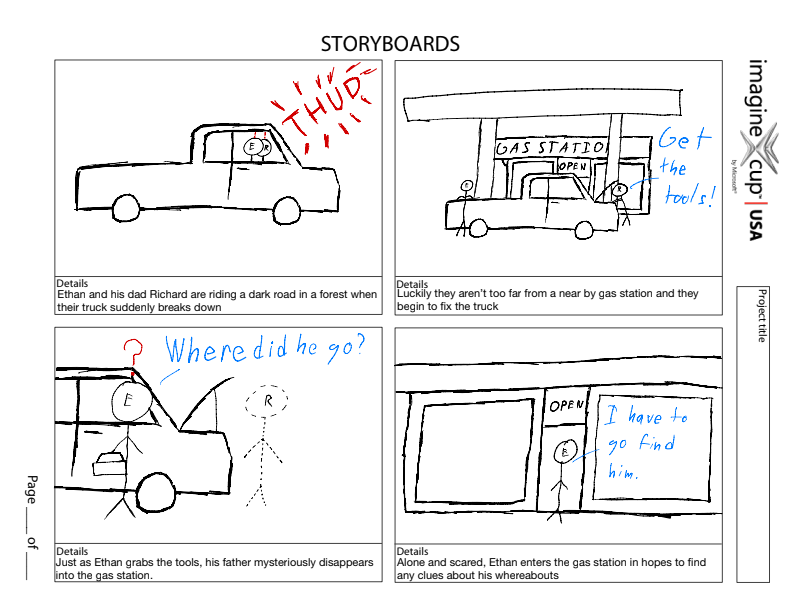 STORYBOARDS
THUD
E R
Details
Ethan and his dad Richard are riding a dark road in a forest when
their truck suddenly breaks down
GAS STATION
OPEN
E
R
Get
the
tools!
Details
Luckily they aren't too far from a near by gas station and they
begin to fix the truck
?
Where did he go?
E
R
Details
Just as Ethan grabs the tools, his father mysteriously disappears
into the gas station.
OPEN
E
I have to
go find
him.
Details
Alone and scared, Ethan enters the gas station in hopes to find
any clues about his whereabouts
imagine cup | USA
by Microsoft®
Project title
Page ____ of ____